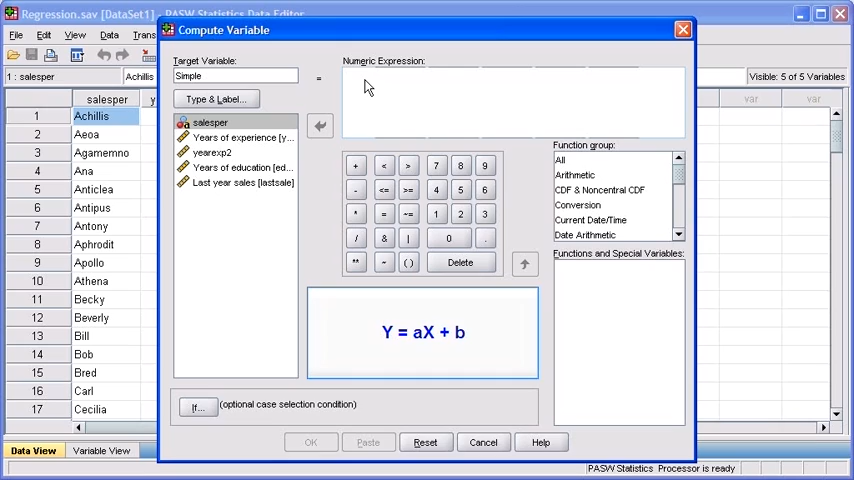 Regression.sav [DataSet1] - PASW Statistics Data Editor
Compute Variable
File Edit View Data Trans
1 : salesper Achillis Visible: 5 of 5 Variables
salesper y var var
1 Achillis
2 Aeoa
3 Agamemno
4 Ana
5 Anticlea
6 Antipus
7 Antony
8 Aphrodit
9 Apollo
10 Athena
11 Becky
12 Beverly
13 Bill
14 Bob
15 Bred
16 Carl
17 Cecilia
Data View Variable View
PASW Statistics Processor is ready
Target Variable:
Simple
=
Type & Label...
salesper
Years of experience [y...
yearexp2
Years of education [ed...
Last year sales [lastsale]
Numeric Expression:
+ < > 7 8 9
- <= >= 4 5 6
* = ~= 1 2 3
/ & | 0 .
** ~ ( ) Delete
Y = aX + b
Function group:
All
Arithmetic
CDF & Noncentral CDF
Conversion
Current Date/Time
Date Arithmetic
Functions and Special Variables:
If... (optional case selection condition)
OK Paste Reset Cancel Help